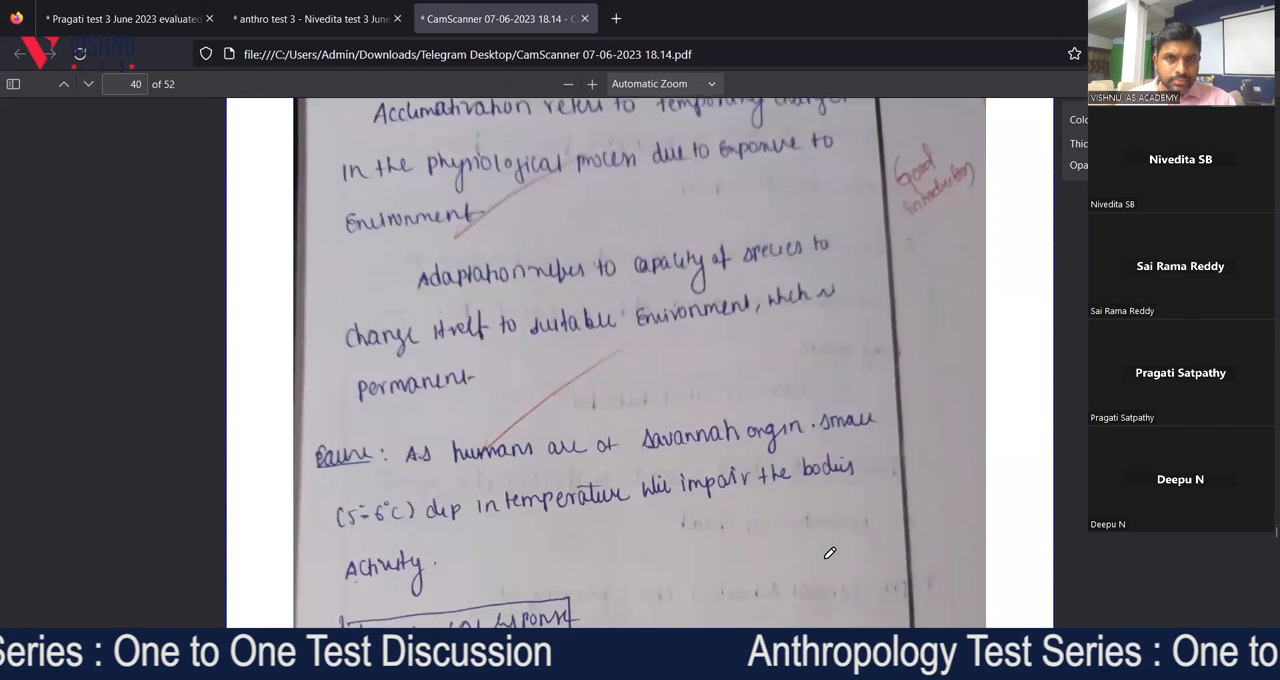 * Pragati test 3 June 2023 evaluated
* anthro test 3 - Nivedita test 3 June
* CamScanner 07-06-2023 18.14 - C
VISHNU
IAS
file:///C:/Users/Admin/Downloads/Telegram Desktop/CamScanner 07-06-2023 18.14.pdf
40 of 52
Automatic Zoom
VISHNU IAS ACADEMY
Colo
Thic
Opa
Nivedita SB
Nivedita SB
Sai Rama Reddy
Sai Rama Reddy
Pragati Satpathy
Pragati Satpathy
Deepu N
Deepu N
Acclimatization refers to temporary changes
in the physiological process due to exposure to
Environment
Good
introduction
Adaptation refers to capacity of species to
change itself to suitable Environment, which is
permanent
: As humans are of savannah origin. small
(5-6°C) dip in temperature will impair the bodies
Activity.
response
Series : One to One Test Discussion
Anthropology Test Series : One to